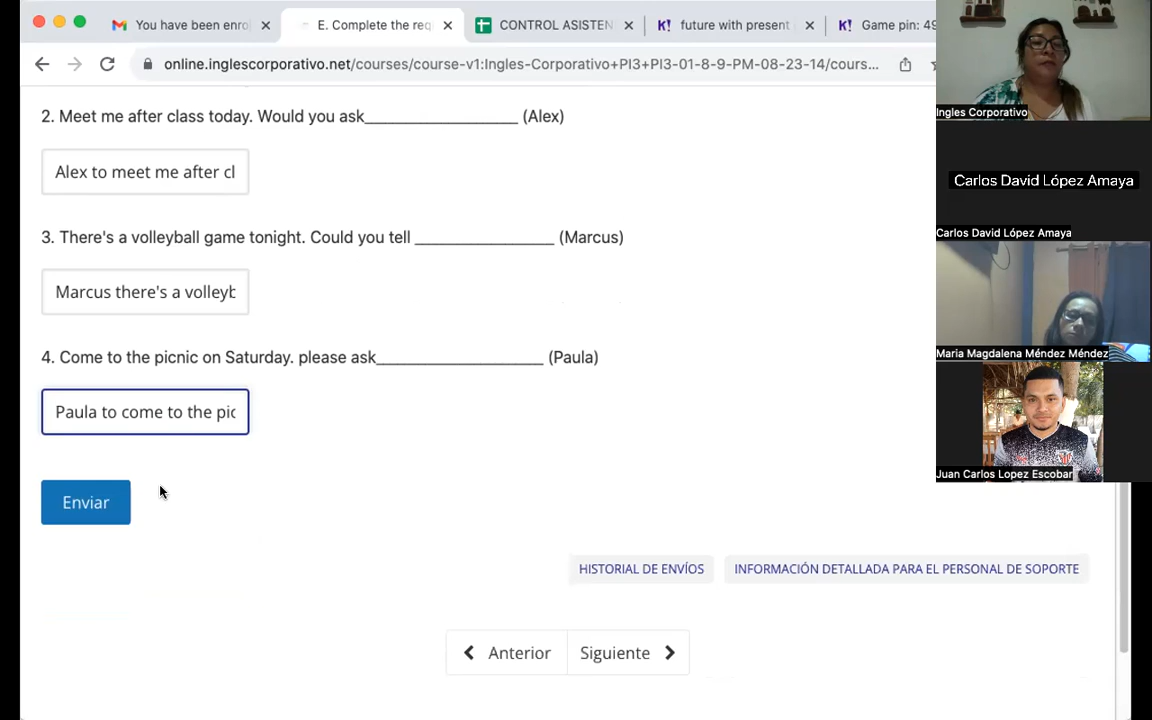 You have been enro
E. Complete the req
CONTROL ASISTEN
K! future with present
K! Game pin: 49
online.inglescorporativo.net/courses/course-v1:Ingles-Corporativo+PI3+PI3-01-8-9-PM-08-23-14/cours...
2. Meet me after class today. Would you ask__________________ (Alex)
Alex to meet me after cl
3. There's a volleyball game tonight. Could you tell ________________ (Marcus)
Marcus there's a volleyb
4. Come to the picnic on Saturday. please ask___________________ (Paula)
Paula to come to the pic
Enviar
HISTORIAL DE ENVÍOS
INFORMACIÓN DETALLADA PARA EL PERSONAL DE SOPORTE
Anterior
Siguiente
Ingles Corporativo
Carlos David López Amaya
Carlos David López Amaya
Maria Magdalena Méndez Méndez
Juan Carlos Lopez Escobar